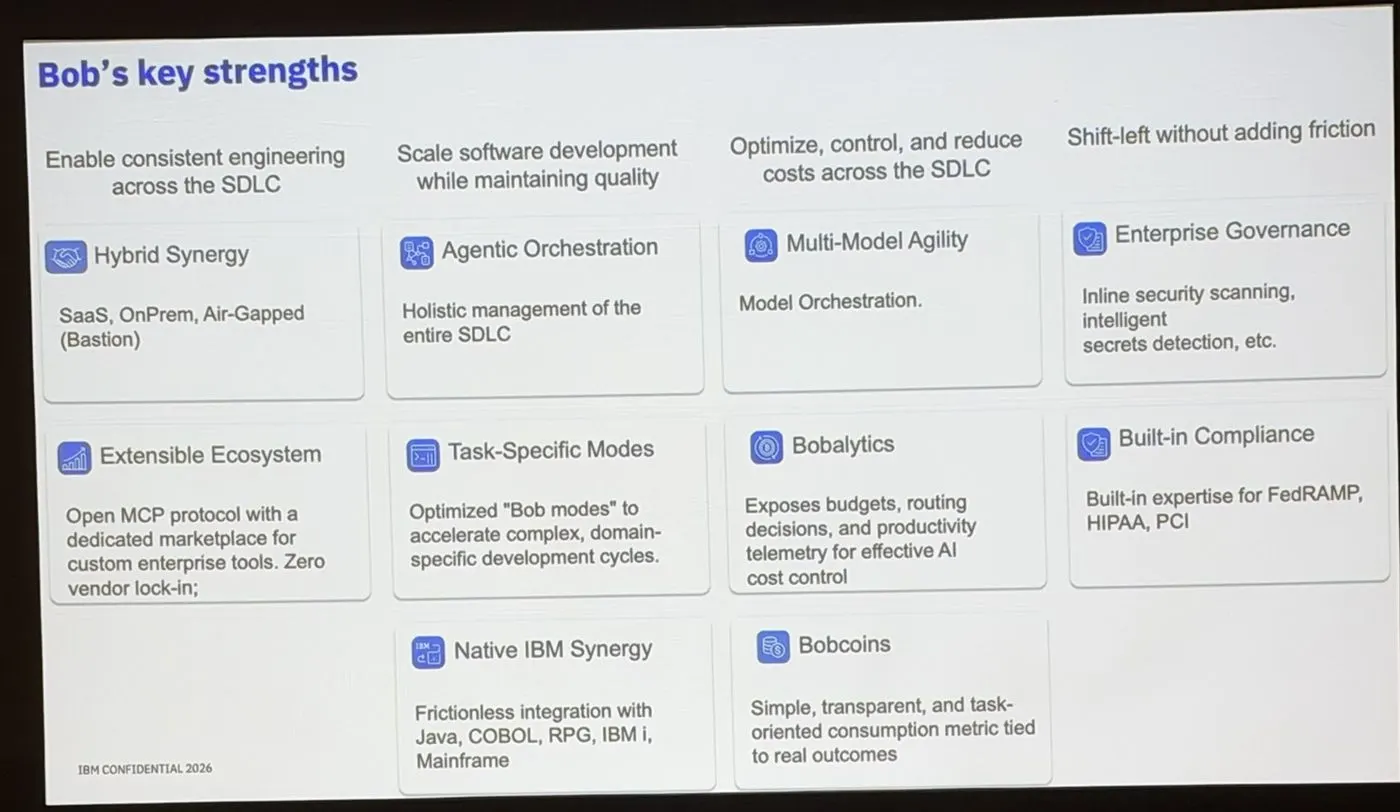 Bob's key strengths
Enable consistent engineering
across the SDLC
Hybrid Synergy
SaaS, OnPrem, Air-Gapped
(Bastion)
Extensible Ecosystem
Open MCP protocol with a
dedicated marketplace for
custom enterprise tools. Zero
vendor lock-in;
Scale software development
while maintaining quality
Agentic Orchestration
Holistic management of the
entire SDLC
Task-Specific Modes
Optimized "Bob modes" to
accelerate complex, domain-
specific development cycles.
IBM
Native IBM Synergy
Frictionless integration with
Java, COBOL, RPG, IBM i,
Mainframe
Optimize, control, and reduce
costs across the SDLC
Multi-Model Agility
Model Orchestration.
Bobalytics
Exposes budgets, routing
decisions, and productivity
telemetry for effective AI
cost control
Bobcoins
Simple, transparent, and task-
oriented consumption metric tied
to real outcomes
Shift-left without adding friction
Enterprise Governance
Inline security scanning,
intelligent
secrets detection, etc.
Built-in Compliance
Built-in expertise for FedRAMP,
HIPAA, PCI
IBM CONFIDENTIAL 2026